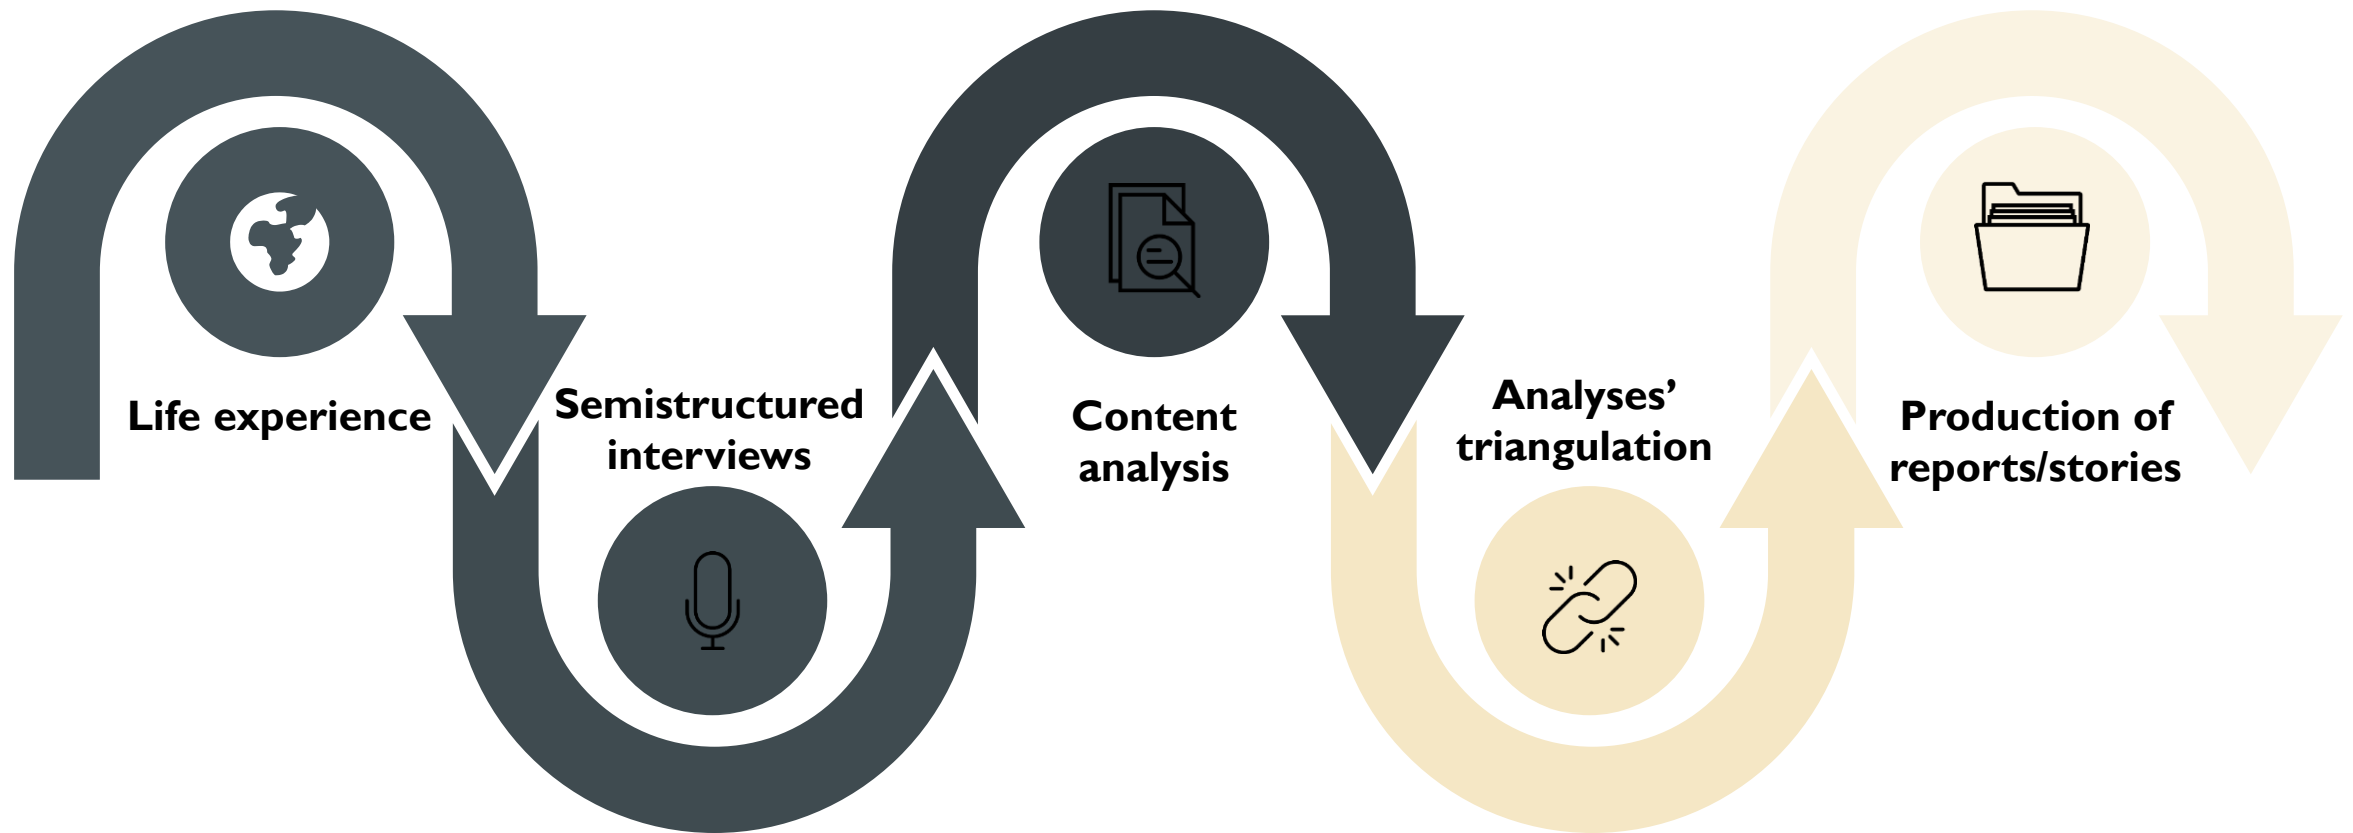 Life experience
Semistructured
interviews
Content
analysis
Analyses’
triangulation
Production of
reports/stories